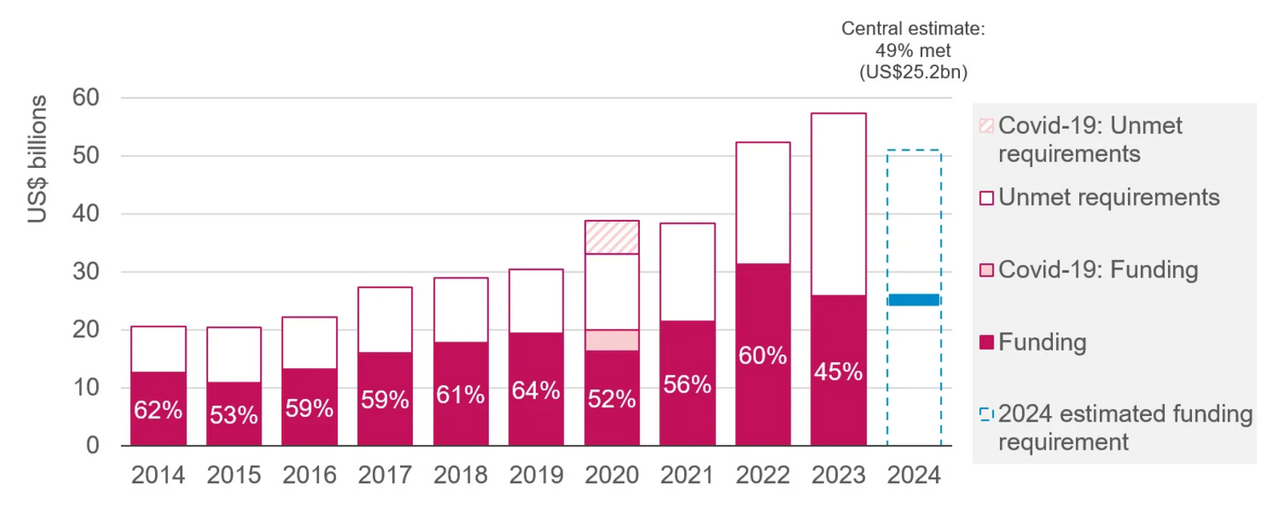 Central estimate:
49% met
(US$25.2bn)
US$ billions
60
50
40
30
20
10
0
62%
53%
59%
59%
61%
64%
52%
56%
60%
45%
2014
2015
2016
2017
2018
2019
2020
2021
2022
2023
2024
Covid-19: Unmet
requirements
Unmet requirements
Covid-19: Funding
Funding
2024 estimated funding
requirement